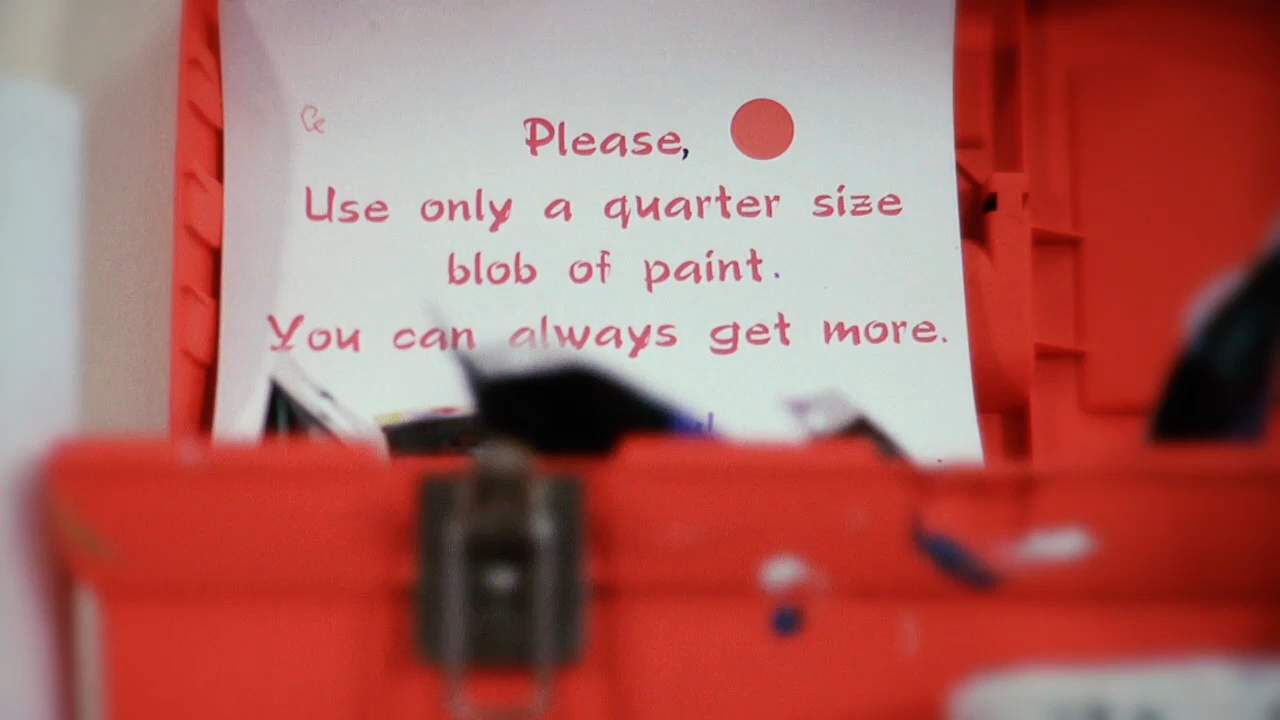 Please,
Use only a quarter size
blob of paint.
You can always get more.